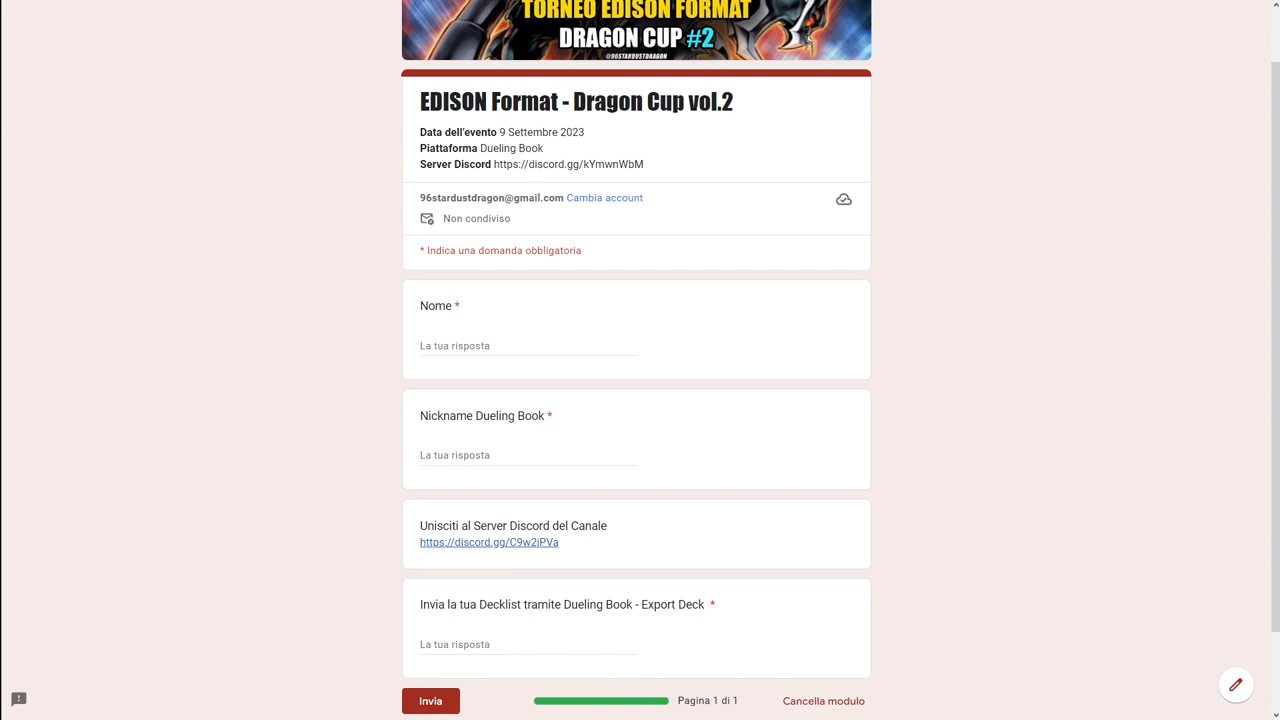 TORNEO EDISON FORMAT
DRAGON CUP #2
@96STARDUSTDRAGON
EDISON Format - Dragon Cup vol.2
Data dell'evento 9 Settembre 2023
Piattaforma Dueling Book
Server Discord https://discord.gg/kYmwnWbM
96stardustdragon@gmail.com Cambia account
Non condiviso
* Indica una domanda obbligatoria
Nome *
La tua risposta
Nickname Dueling Book *
La tua risposta
Unisciti al Server Discord del Canale
https://discord.gg/C9w2jPVa
Invia la tua Decklist tramite Dueling Book - Export Deck *
La tua risposta
Invia
Pagina 1 di 1
Cancella modulo